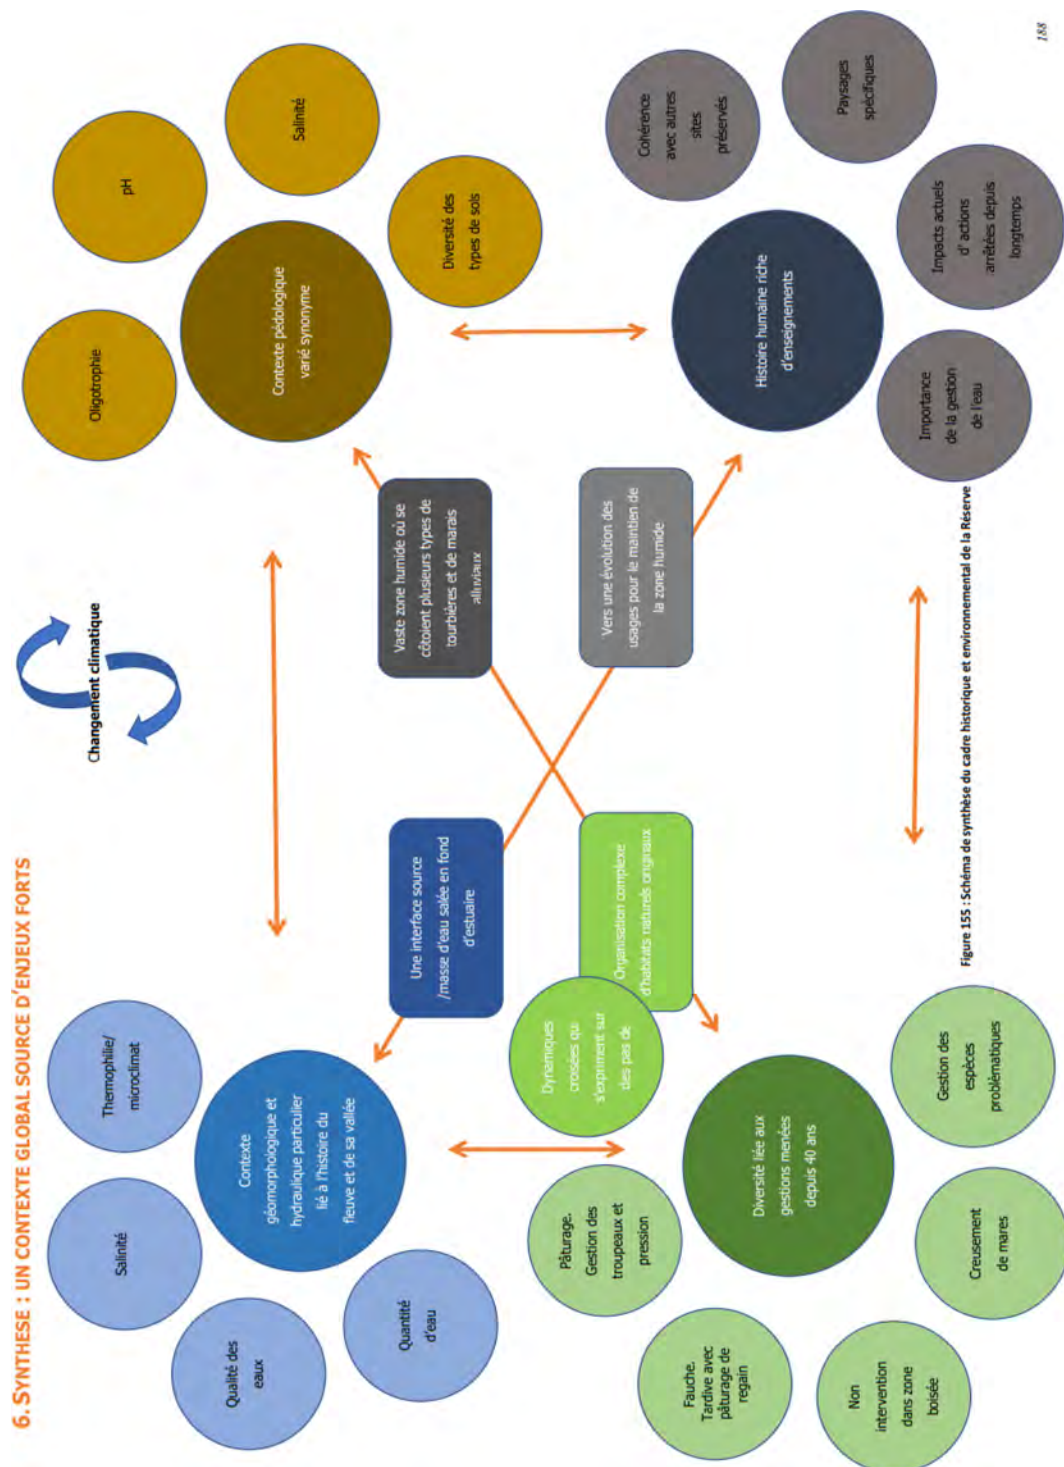 6. SYNTHESE : UN CONTEXTE GLOBAL SOURCE D'ENJEUX FORTS
Changement climatique
Thermophilie/
microclimat
Salinité
Qualité des
eaux
Quantité
d'eau
Contexte
géomorphologique et
hydraulique particulier
lié à l'histoire du
fleuve et de sa vallée
Oligotrophie
pH
Salinité
Diversité des
types de sols
Contexte pédologique
varié synonyme
Une interface source
/masse d'eau salée en fond
d'estuaire
Vaste zone humide où se
côtoient plusieurs types de
tourbières et de marais
alluviaux
Dynamiques
croisées qui
s'expriment sur
des pas de
Organisation complexe
d'habitats naturels originaux
Vers une évolution des
usages pour le maintien de
la zone humide
Pâturage.
Gestion des
troupeaux et
pression
Fauche.
Tardive avec
pâturage de
regain
Non
intervention
dans zone
boisée
Creusement
de mares
Gestion des
espèces
problématiques
Diversité liée aux
gestions menées
depuis 40 ans
Histoire humaine riche
d'enseignements
Cohérence
avec autres
sites
préservés
Paysages
spécifiques
Impacts actuels
d' actions
arrêtées depuis
longtemps
Importance
de la gestion
de l'eau
Figure 155 : Schéma de synthèse du cadre historique et environnemental de la Réserve
188